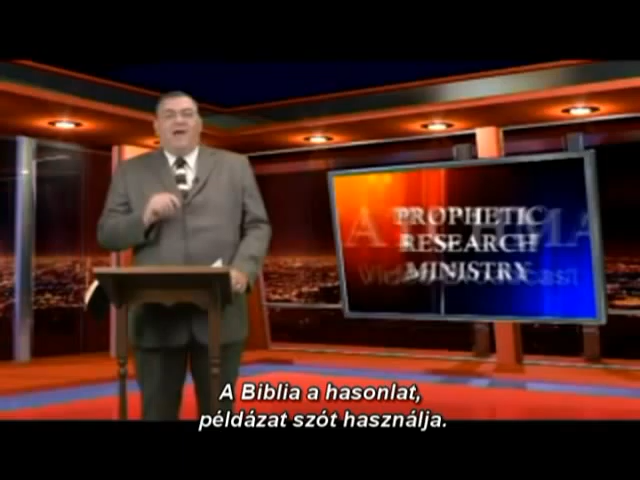 PROPHETIC
RESEARCH
MINISTRY
A Biblia a hasonlat,
példázat szót használja.